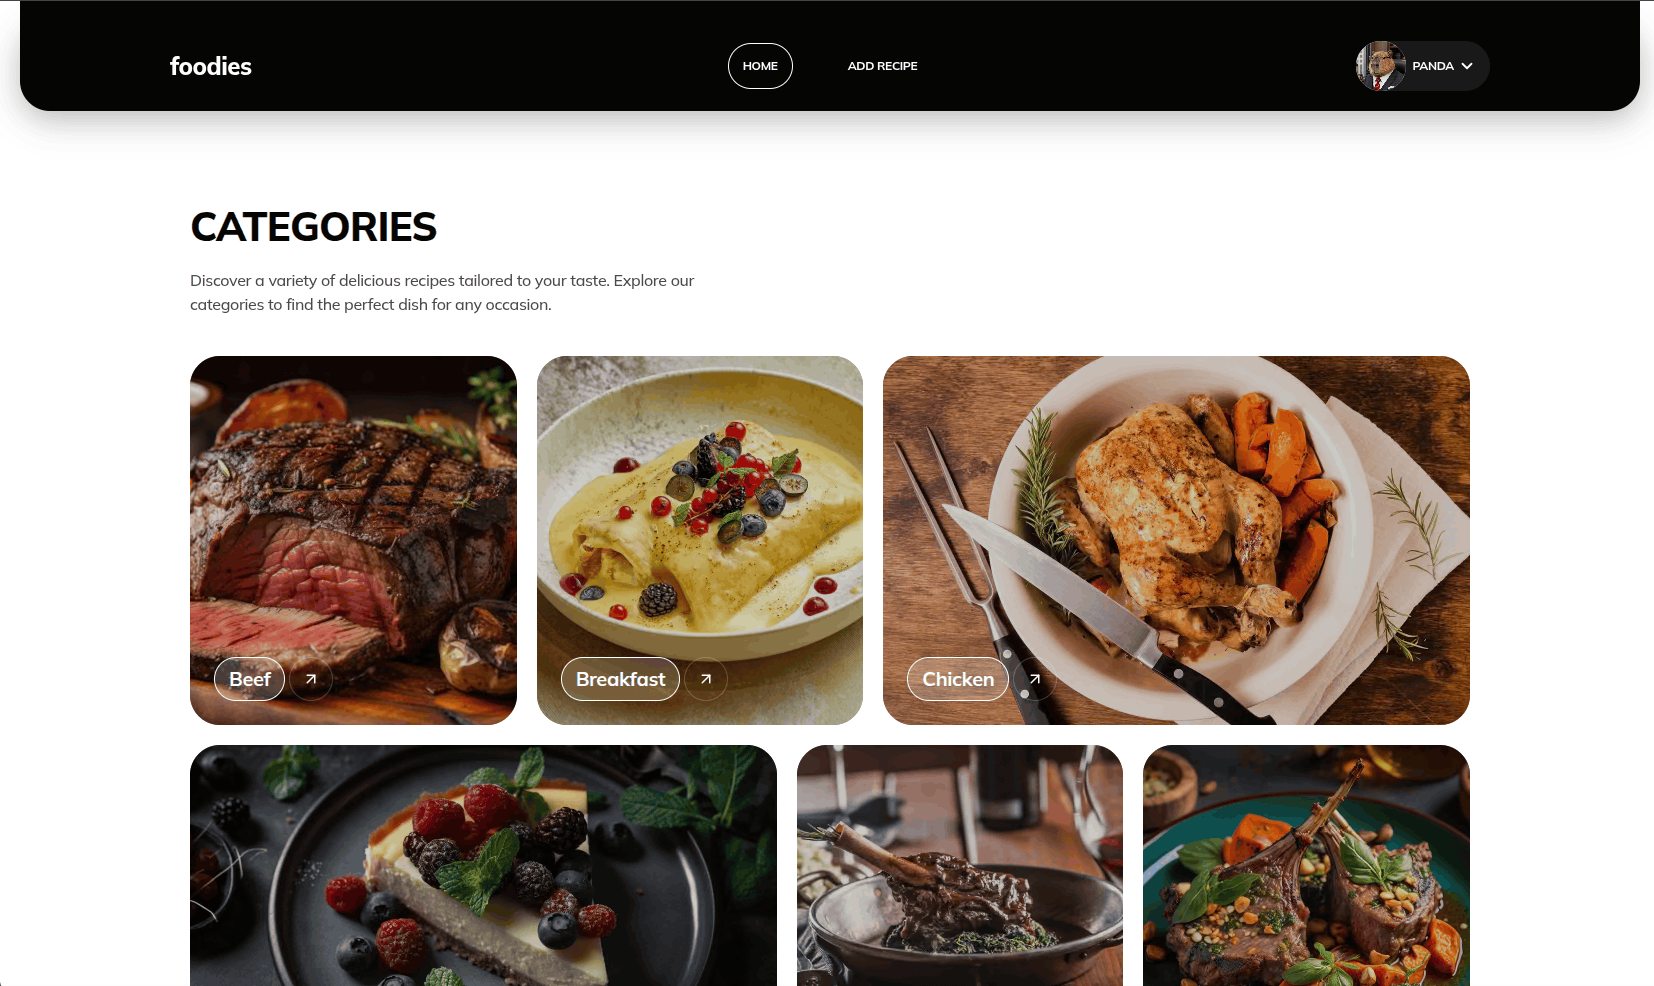 foodies
HOME
ADD RECIPE
PANDA
CATEGORIES
Discover a variety of delicious recipes tailored to your taste. Explore our
categories to find the perfect dish for any occasion.
Beef
Breakfast
Chicken